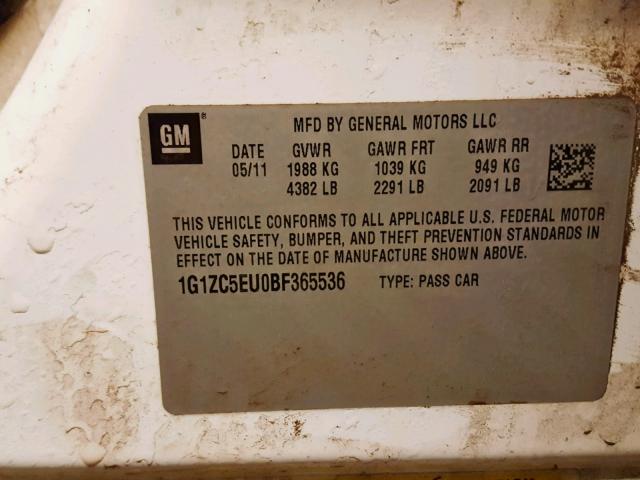 GM ®
MFD BY GENERAL MOTORS LLC
DATE GVWR GAWR FRT GAWR RR
05/11 1988 KG 1039 KG 949 KG
4382 LB 2291 LB 2091 LB
THIS VEHICLE CONFORMS TO ALL APPLICABLE U.S. FEDERAL MOTOR
VEHICLE SAFETY, BUMPER, AND THEFT PREVENTION STANDARDS IN
EFFECT ON THE DATE OF MANUFACTURE SHOWN ABOVE.
1G1ZC5EU0BF365536 TYPE: PASS CAR